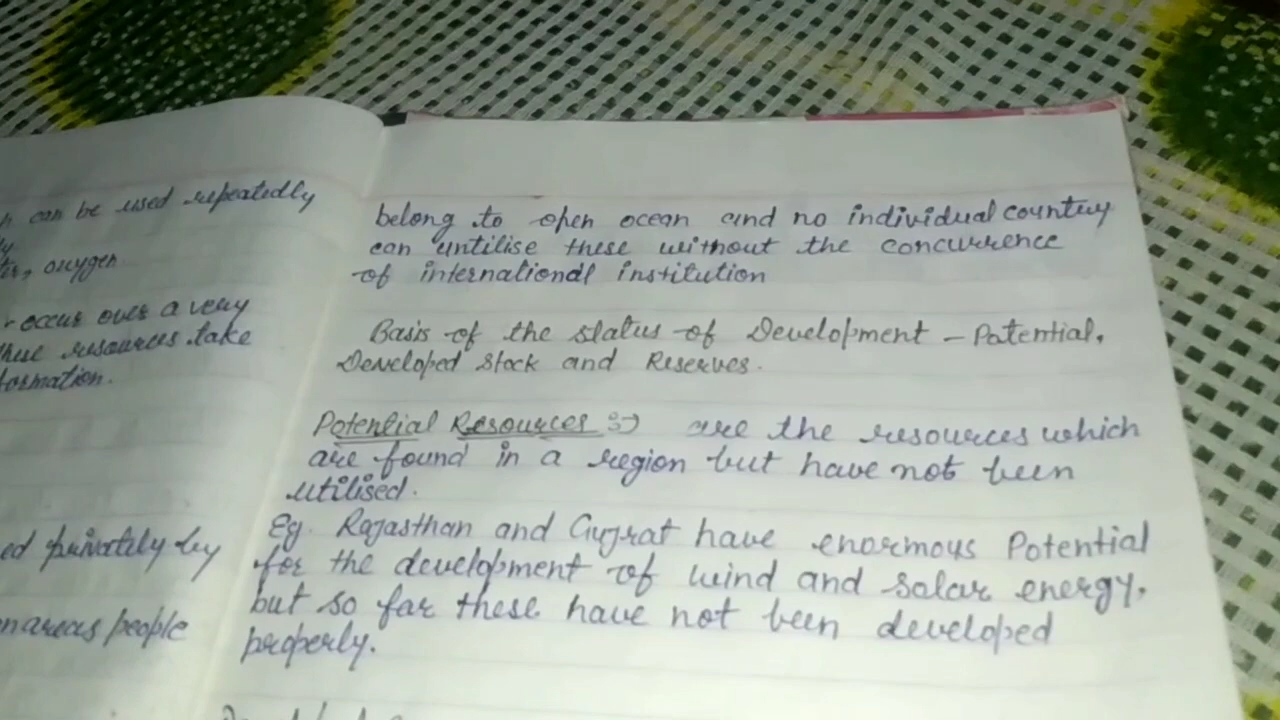 can be used repeatedly
oxygen
occur over a very
these resources take
formation.
ed privately by
areas people
belong to open ocean and no individual country
can untilise these without the concurrence
of international institution
Basis of the status of Development - Potential,
Developed Stock and Reserves.
Potential Resources :-) are the resources which
are found in a region but have not been
utilised.
Eg. Rajasthan and Gujrat have enormous Potential
for the development of wind and solar energy,
but so far these have not been developed
properly.